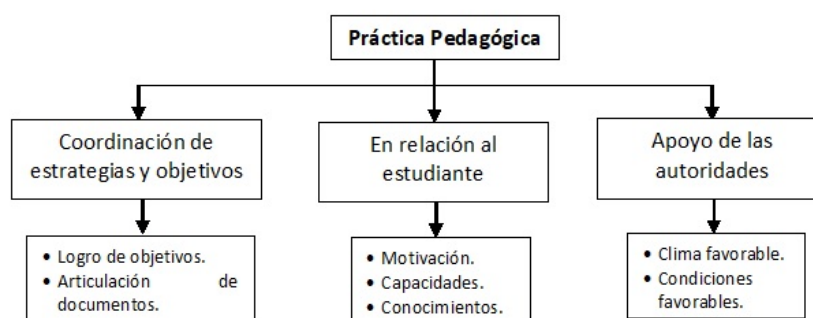 Práctica Pedagógica
Coordinación de
estrategias y objetivos
En relación al
estudiante
Apoyo de las
autoridades
• Logro de objetivos.
• Articulación de
documentos.
• Motivación.
• Capacidades.
• Conocimientos.
• Clima favorable.
• Condiciones
favorables.